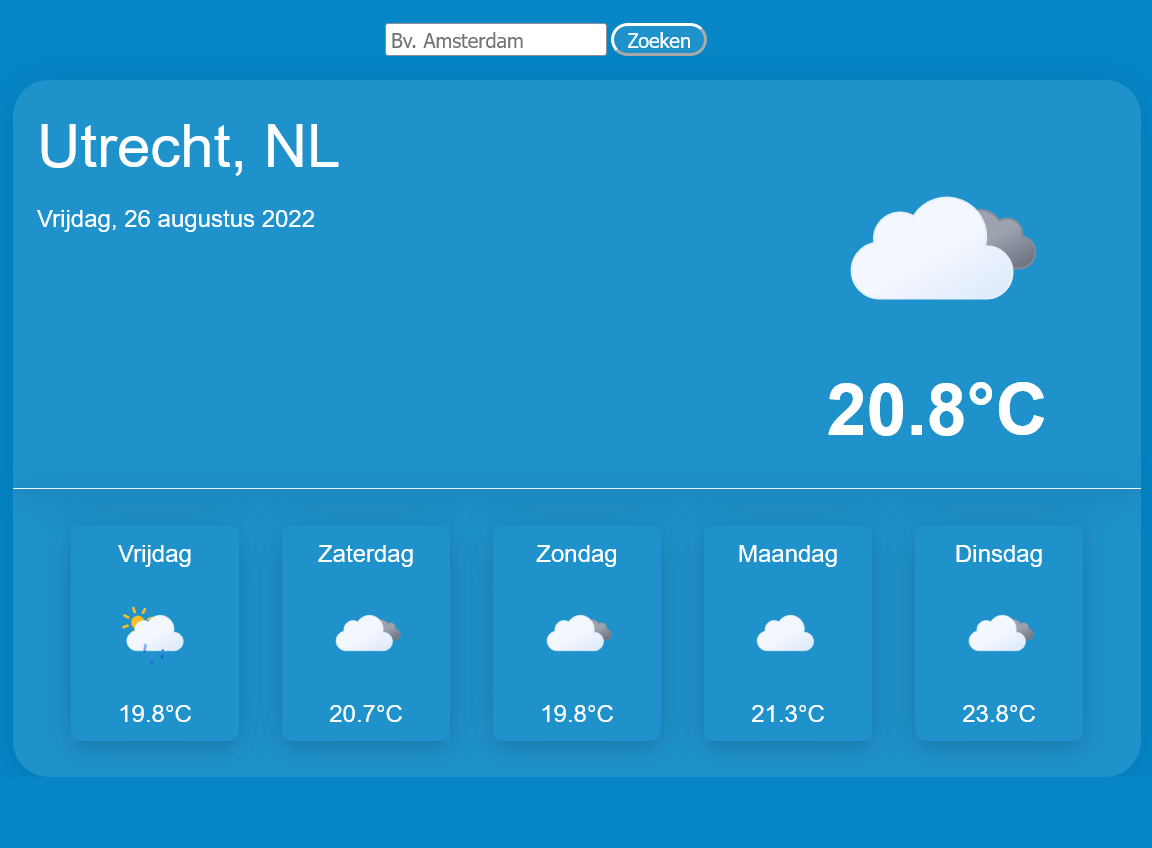 Bv. Amsterdam Zoeken
Utrecht, NL
Vrijdag, 26 augustus 2022
20.8°C
Vrijdag Zaterdag Zondag Maandag Dinsdag
19.8°C 20.7°C 19.8°C 21.3°C 23.8°C